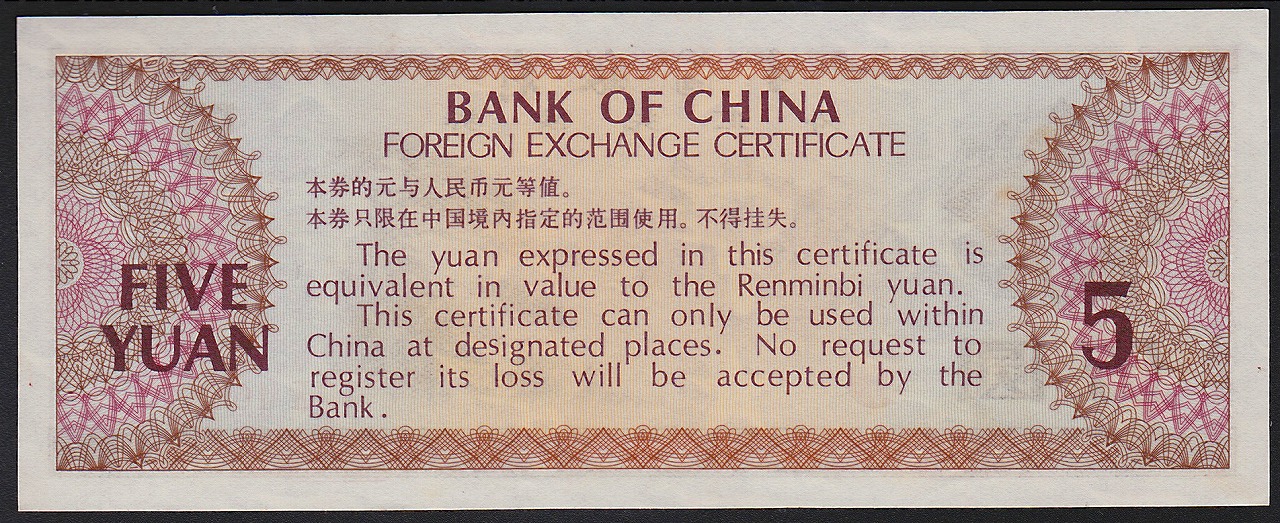 BANK OF CHINA
FOREIGN EXCHANGE CERTIFICATE
本券的元与人民币元等值。
本券只限在中国境内指定的范围使用。不得挂失。
The yuan expressed in this certificate is
equivalent in value to the Renminbi yuan.
This certificate can only be used within
China at designated places. No request to
register its loss will be accepted by the
Bank.
FIVE
YUAN
5